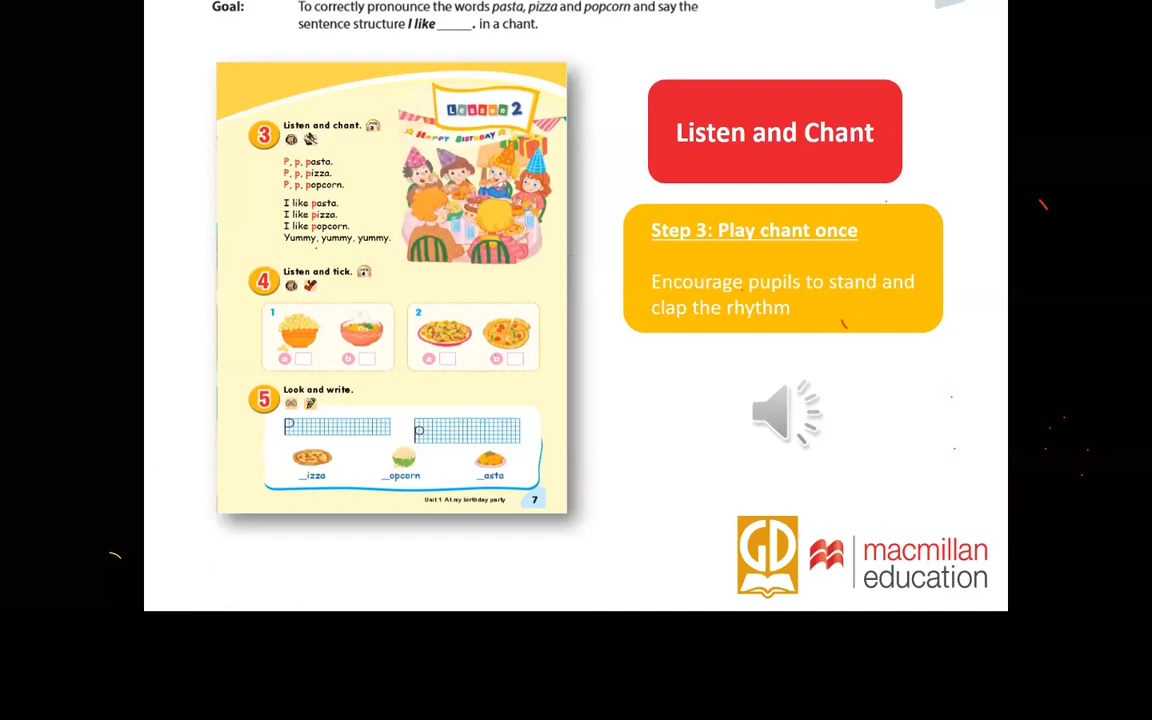 Goal: To correctly pronounce the words pasta, pizza and popcorn and say the
sentence structure I like _____. in a chant.
Lesson 2
HAPPY BIRTHDAY
3 Listen and chant.
P, p, pasta.
P, p, pizza.
P, p, popcorn.
I like pasta.
I like pizza.
I like popcorn.
Yummy, yummy, yummy.
4 Listen and tick.
1
a
b
2
a
b
5 Look and write.
P
p
_izza
_opcorn
_asta
Unit 1 At my birthday party 7
Listen and Chant
Step 3: Play chant once
Encourage pupils to stand and
clap the rhythm
GD
macmillan
education